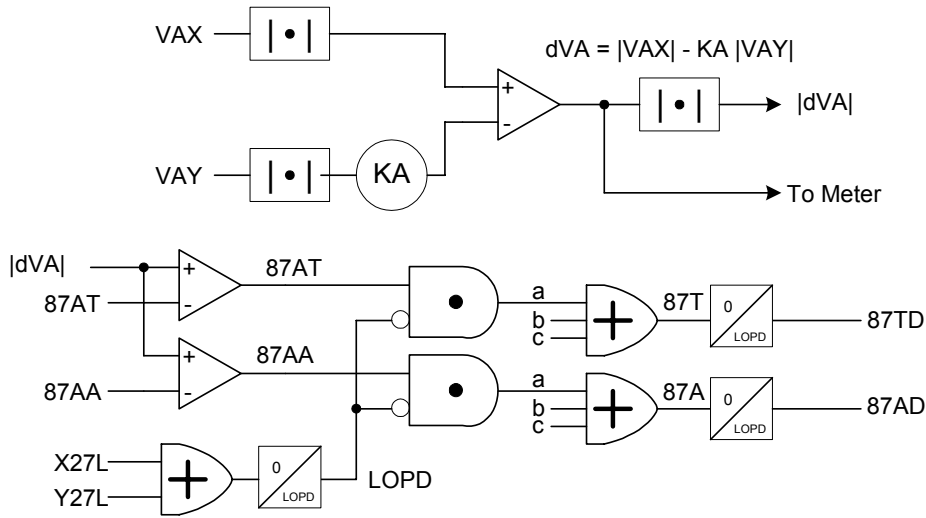 VAX
| • |
dVA = |VAX| - KA |VAY|
+
-
| • |
|dVA|
VAY
| • |
KA
To Meter
|dVA|
+
-
87AT
87AT
a
b
c
87T
0
LOPD
87TD
+
-
87AA
87AA
a
b
c
87A
0
LOPD
87AD
X27L
Y27L
0
LOPD
LOPD